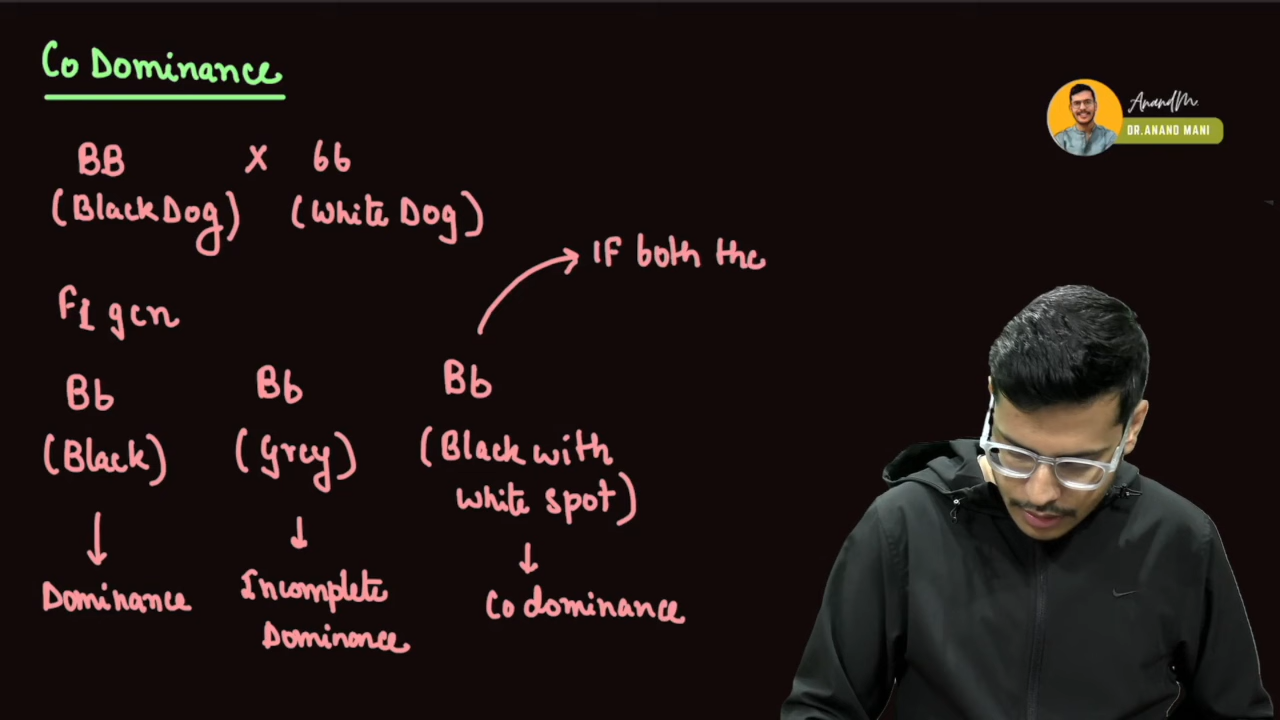 Co Dominance
BB X bb
(Black Dog) (White Dog)
AnandM.
DR.ANAND MANI
IF both the
F1 gen
Bb Bb Bb
(Black) (Grey) (Black with
white spot)
Dominance Incomplete Co dominance
Dominance